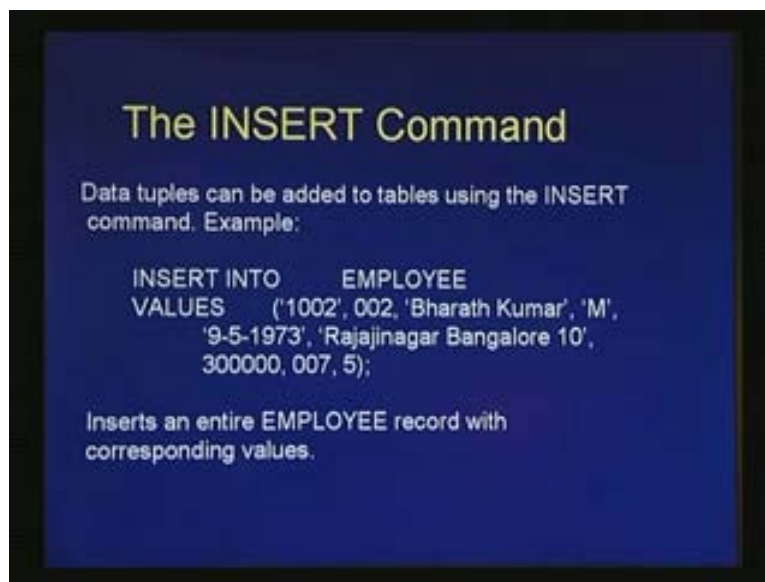 The INSERT Command
Data tuples can be added to tables using the INSERT
command. Example:
INSERT INTO EMPLOYEE
VALUES ('1002', 002, 'Bharath Kumar', 'M',
'9-5-1973', 'Rajajinagar Bangalore 10',
300000, 007, 5);
Inserts an entire EMPLOYEE record with
corresponding values.